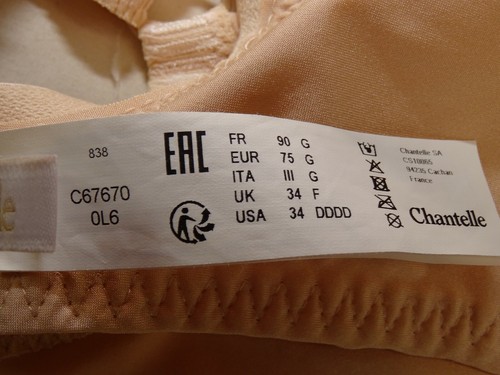 838
C67670
0L6
EAC
FR 90 G
EUR 75 G
ITA III G
UK 34 F
USA 34 DDDD
Chantelle SA
CS10065
94235 Cachan
France
Chantelle